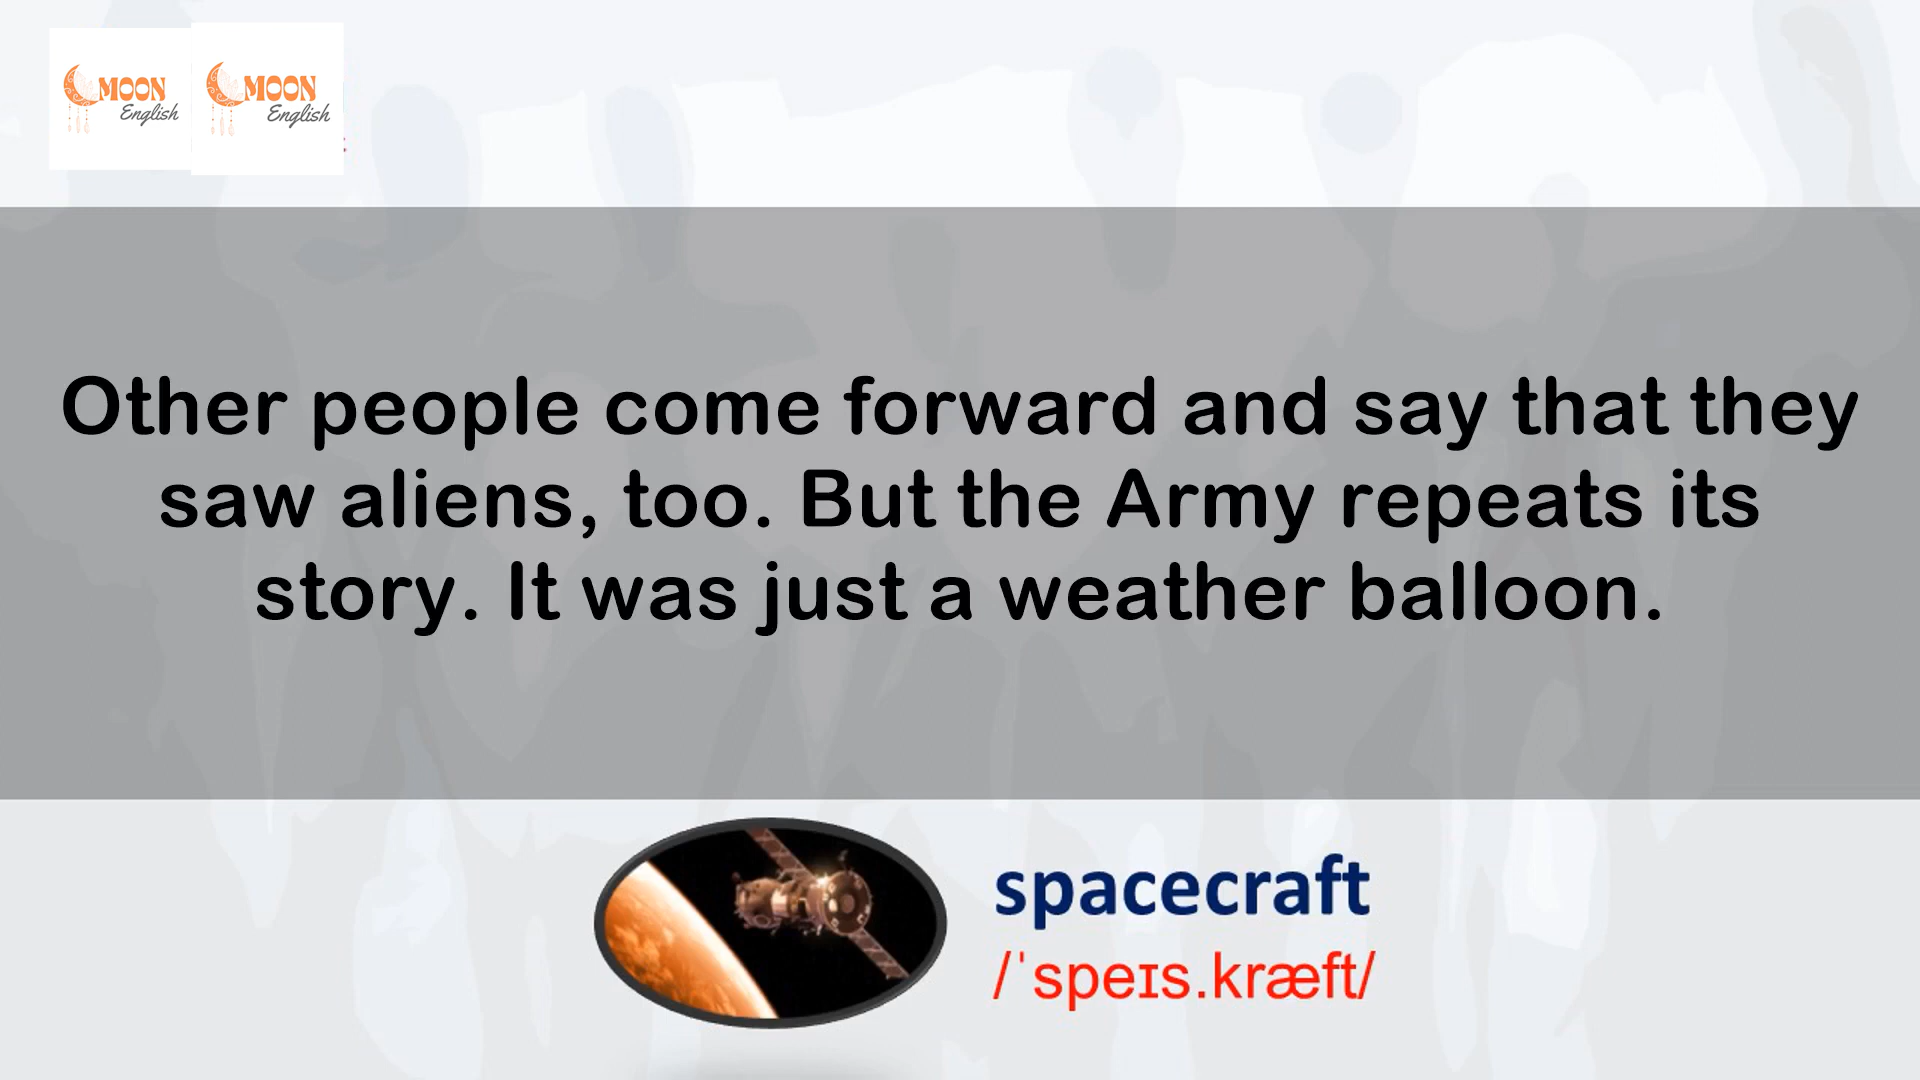 MOON
English
MOON
English
Other people come forward and say that they
saw aliens, too. But the Army repeats its
story. It was just a weather balloon.
spacecraft
/ˈspeɪs.kræft/